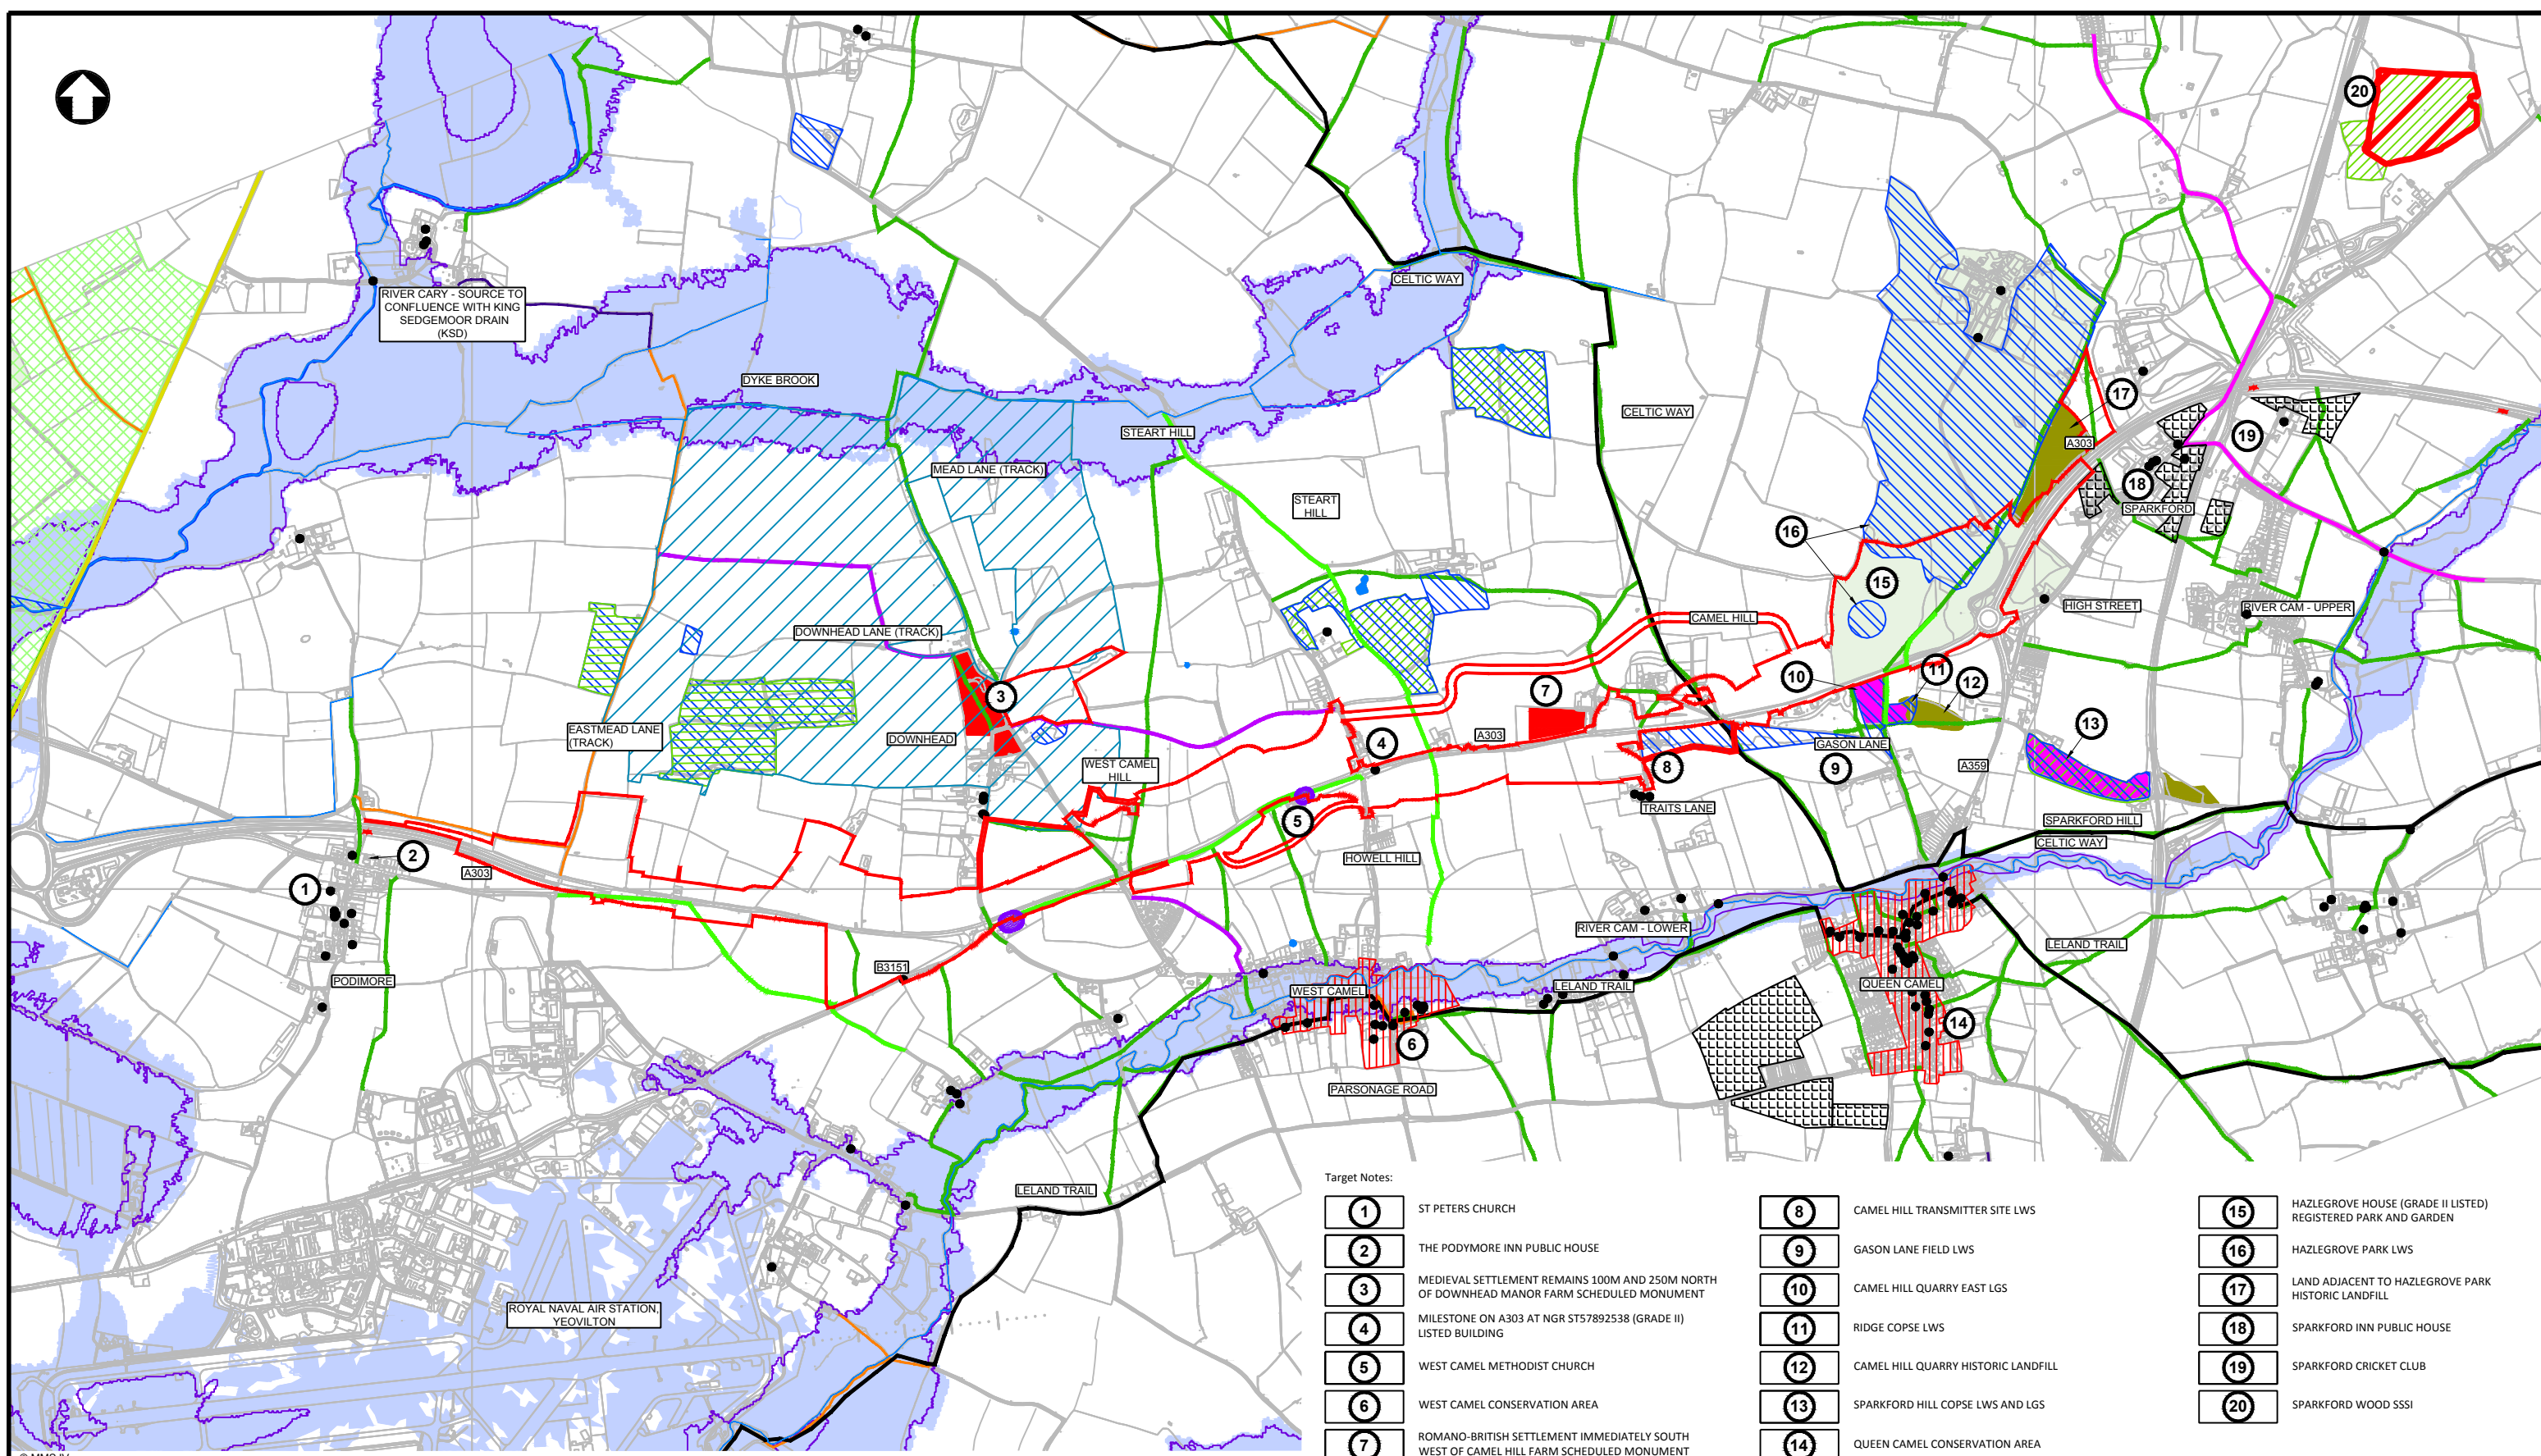 20
CELTIC WAY
RIVER CARY - SOURCE TO
CONFLUENCE WITH KING
SEDGEMOOR DRAIN
(KSD)
DYKE BROOK
CELTIC WAY
17
STEART HILL
A303
19
MEAD LANE (TRACK)
18
STEART
HILL
SPARKFORD
16
15
HIGH STREET
RIVER CAM - UPPER
CAMEL HILL
DOWNHEAD LANE (TRACK)
10
11
12
3
7
EASTMEAD LANE
(TRACK)
DOWNHEAD
A303
4
GASON LANE
13
WEST CAMEL
HILL
8
9
A359
TRAITS LANE
5
SPARKFORD HILL
CELTIC WAY
2
HOWELL HILL
A303
1
RIVER CAM - LOWER
LELAND TRAIL
B3151
PODIMORE
WEST CAMEL
LELAND TRAIL
QUEEN CAMEL
14
6
PARSONAGE ROAD
LELAND TRAIL
ROYAL NAVAL AIR STATION,
YEOVILTON
Target Notes:
1 ST PETERS CHURCH
2 THE PODYMORE INN PUBLIC HOUSE
3 MEDIEVAL SETTLEMENT REMAINS 100M AND 250M NORTH
OF DOWNHEAD MANOR FARM SCHEDULED MONUMENT
4 MILESTONE ON A303 AT NGR ST57892538 (GRADE II)
LISTED BUILDING
5 WEST CAMEL METHODIST CHURCH
6 WEST CAMEL CONSERVATION AREA
7 ROMANO-BRITISH SETTLEMENT IMMEDIATELY SOUTH
WEST OF CAMEL HILL FARM SCHEDULED MONUMENT
8 CAMEL HILL TRANSMITTER SITE LWS
9 GASON LANE FIELD LWS
10 CAMEL HILL QUARRY EAST LGS
11 RIDGE COPSE LWS
12 CAMEL HILL QUARRY HISTORIC LANDFILL
13 SPARKFORD HILL COPSE LWS AND LGS
14 QUEEN CAMEL CONSERVATION AREA
15 HAZLEGROVE HOUSE (GRADE II LISTED)
REGISTERED PARK AND GARDEN
16 HAZLEGROVE PARK LWS
17 LAND ADJACENT TO HAZLEGROVE PARK
HISTORIC LANDFILL
18 SPARKFORD INN PUBLIC HOUSE
19 SPARKFORD CRICKET CLUB
20 SPARKFORD WOOD SSSI